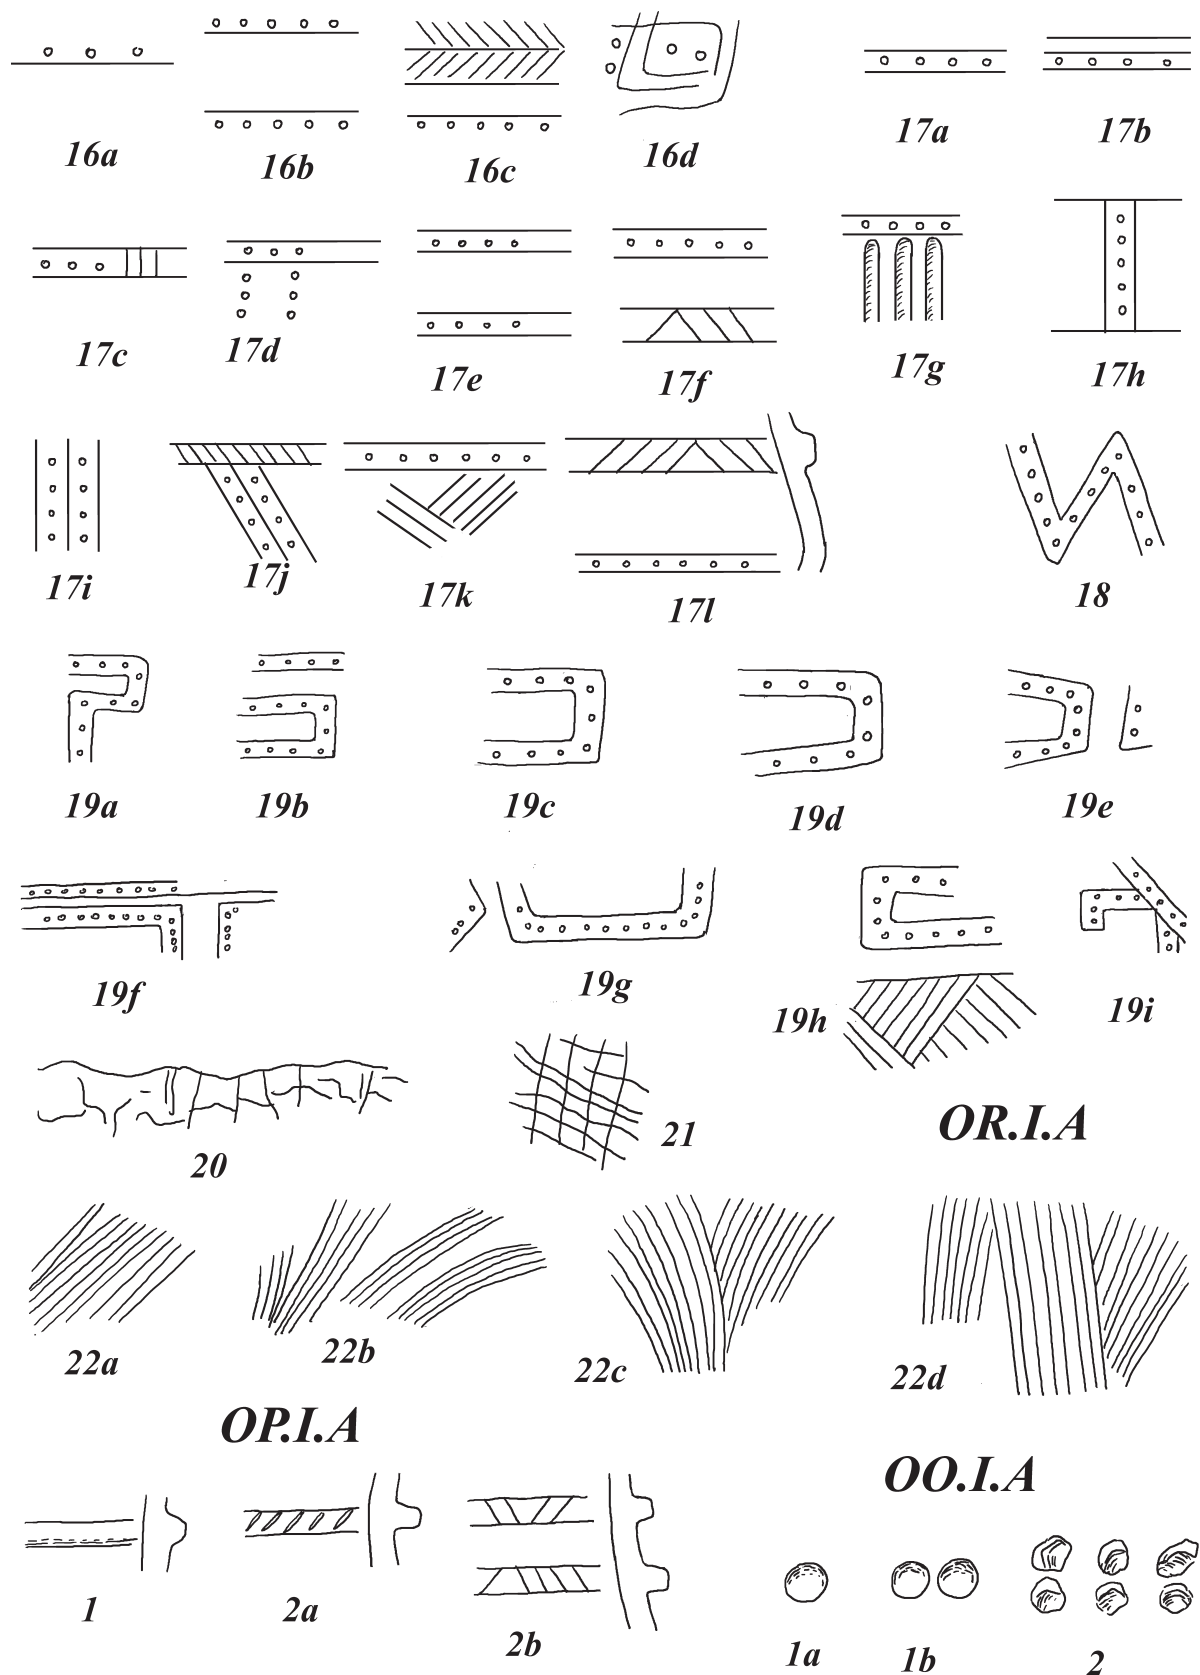 16a 16b 16c 16d 17a 17b
17c 17d 17e 17f 17g 17h
17i 17j 17k 17l 18
19a 19b 19c 19d 19e
19f 19g 19h 19i
20 21 OR.I.A
22a 22b 22c 22d
OP.I.A OO.I.A
1 2a 2b 1a 1b 2